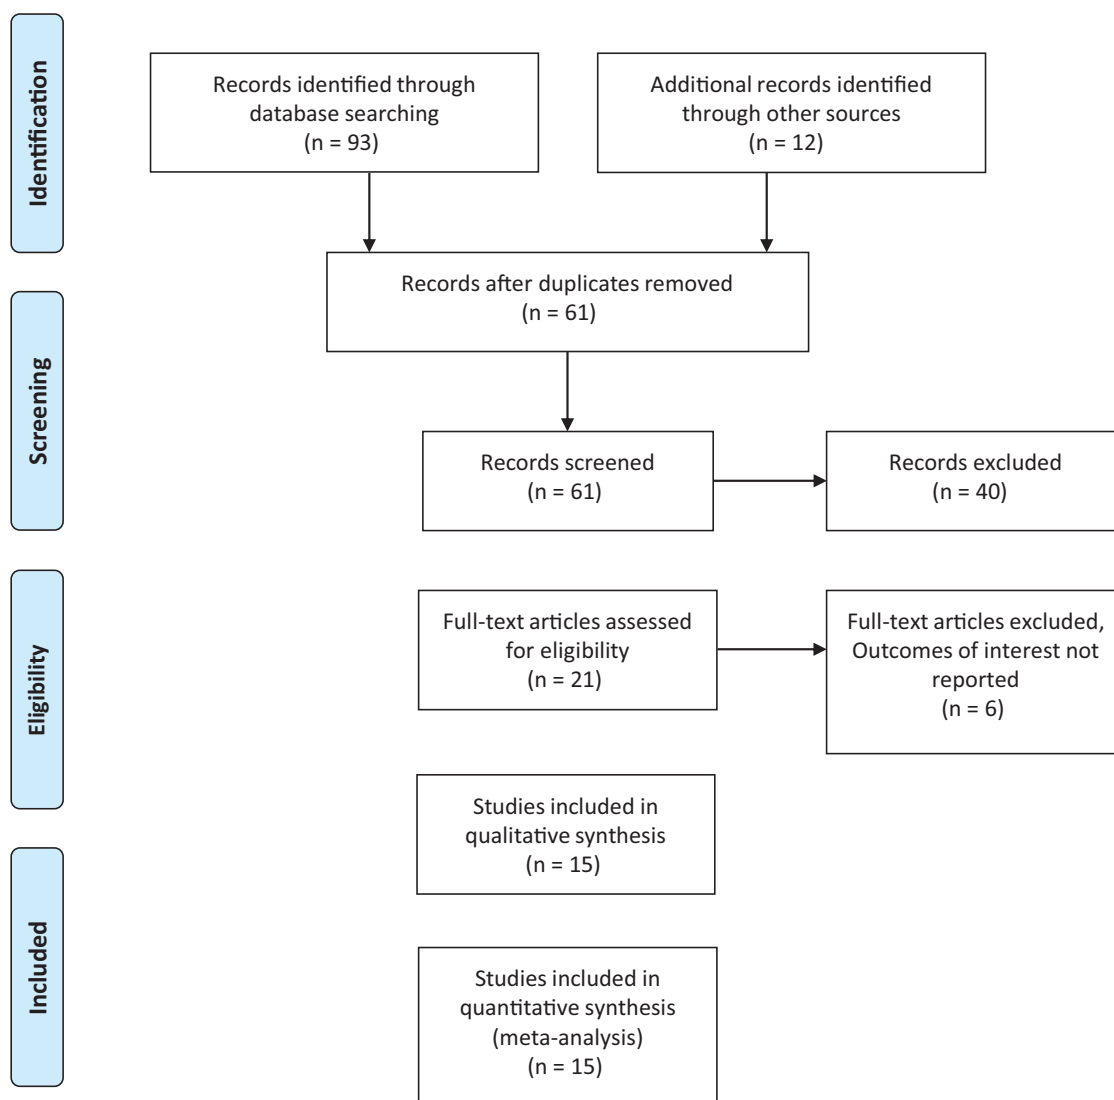 Identification
Records identified through
database searching
(n = 93)
Additional records identified
through other sources
(n = 12)
Records after duplicates removed
(n = 61)
Screening
Records screened
(n = 61)
Records excluded
(n = 40)
Eligibility
Full-text articles assessed
for eligibility
(n = 21)
Full-text articles excluded,
Outcomes of interest not
reported
(n = 6)
Studies included in
qualitative synthesis
(n = 15)
Included
Studies included in
quantitative synthesis
(meta-analysis)
(n = 15)